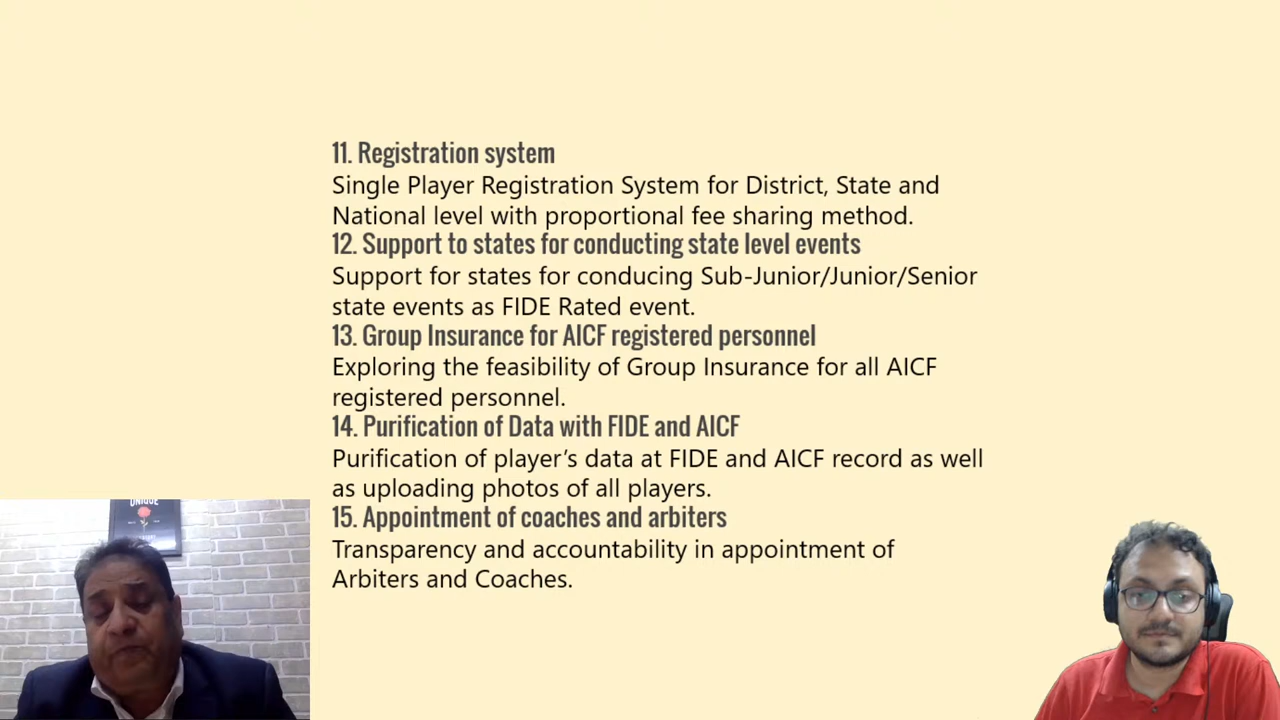 11. Registration system
Single Player Registration System for District, State and
National level with proportional fee sharing method.
12. Support to states for conducting state level events
Support for states for conducing Sub-Junior/Junior/Senior
state events as FIDE Rated event.
13. Group Insurance for AICF registered personnel
Exploring the feasibility of Group Insurance for all AICF
registered personnel.
14. Purification of Data with FIDE and AICF
Purification of player’s data at FIDE and AICF record as well
as uploading photos of all players.
15. Appointment of coaches and arbiters
Transparency and accountability in appointment of
Arbiters and Coaches.
UNIQUE